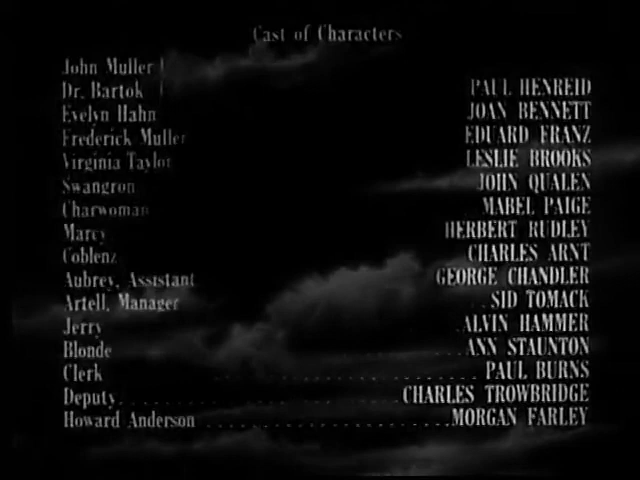 Cast of Characters
John Muller
Dr. Bartok PAUL HENREID
Evelyn Hahn JOAN BENNETT
Frederick Muller EDUARD FRANZ
Virginia Taylor LESLIE BROOKS
Swangron JOHN QUALEN
Charwoman MABEL PAIGE
Marcy HERBERT RUDLEY
Coblenz CHARLES ARNT
Aubrey, Assistant GEORGE CHANDLER
Artell, Manager SID TOMACK
Jerry ALVIN HAMMER
Blonde ANN STAUNTON
Clerk PAUL BURNS
Deputy CHARLES TROWBRIDGE
Howard Anderson MORGAN FARLEY